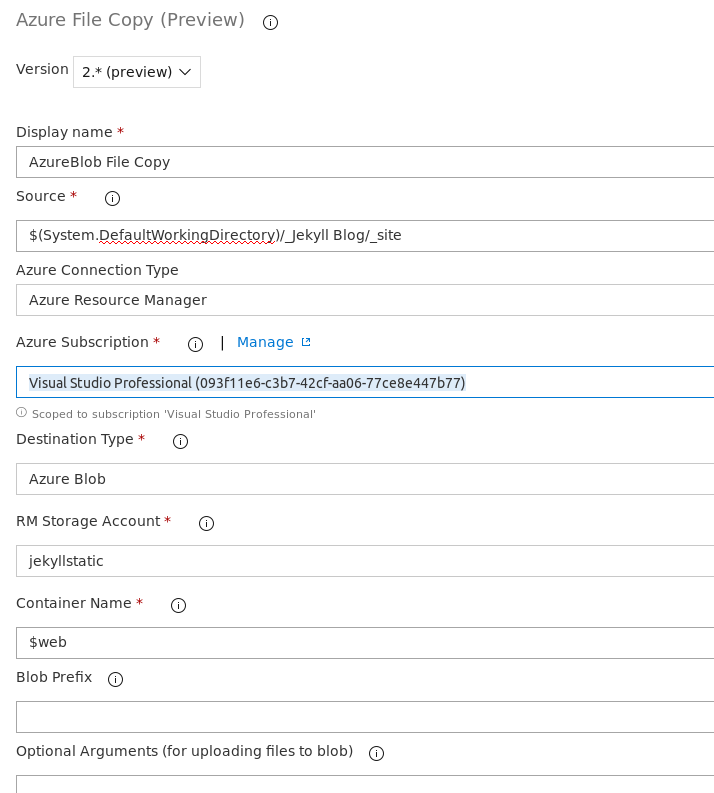 Azure File Copy (Preview)
Version 2.* (preview)
Display name *
AzureBlob File Copy
Source *
$(System.DefaultWorkingDirectory)/_Jekyll Blog/_site
Azure Connection Type
Azure Resource Manager
Azure Subscription * | Manage
Visual Studio Professional (093f11e6-c3b7-42cf-aa06-77ce8e447b77)
Scoped to subscription 'Visual Studio Professional'
Destination Type *
Azure Blob
RM Storage Account *
jekyllstatic
Container Name *
$web
Blob Prefix
Optional Arguments (for uploading files to blob)